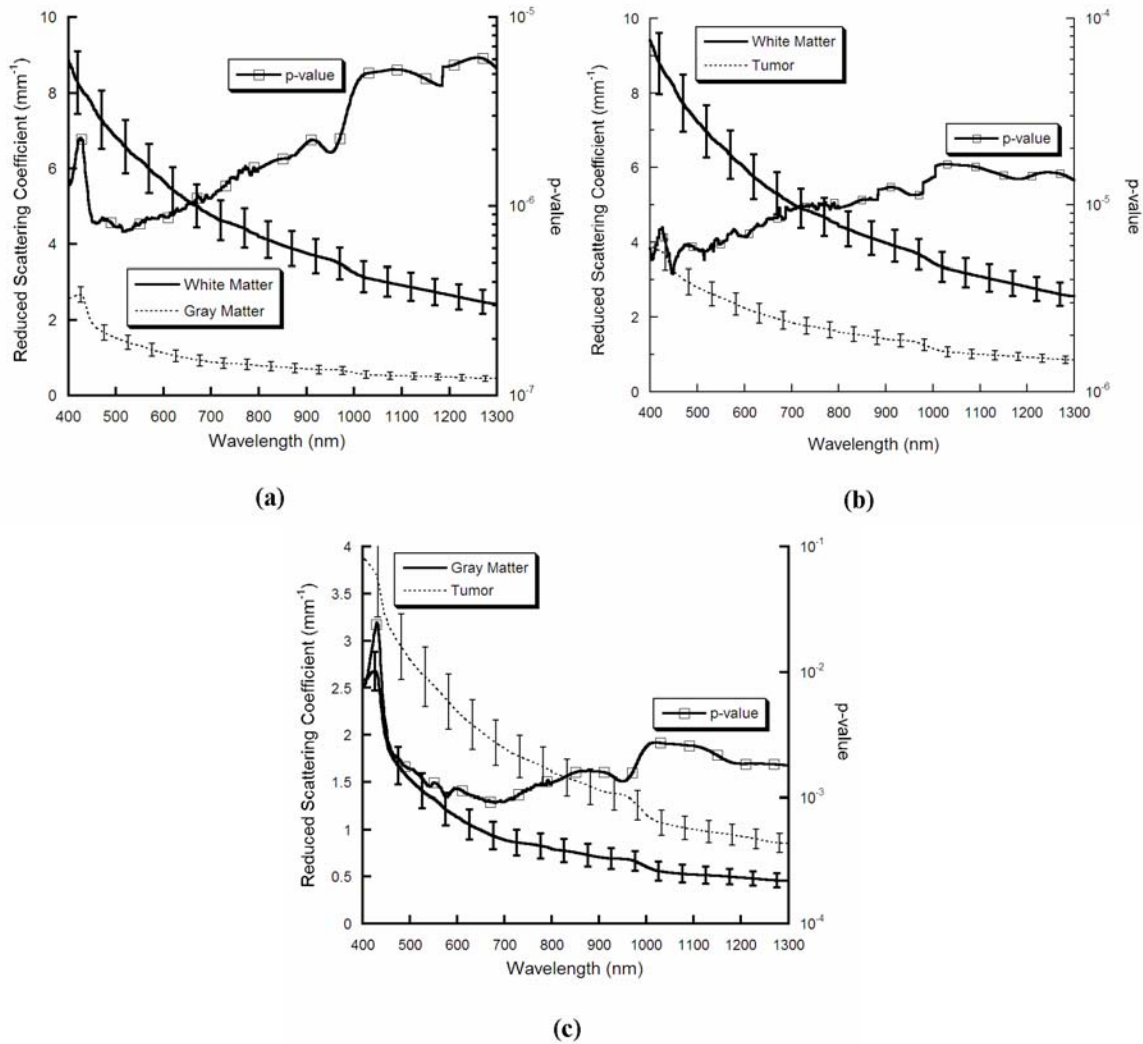 10
8
6
4
2
0
Reduced Scattering Coefficient (mm⁻¹)
p-value
White Matter
Gray Matter
10⁻⁵
10⁻⁶
10⁻⁷
p-value
400 500 600 700 800 900 1000 1100 1200 1300
Wavelength (nm)
(a)
10
8
6
4
2
0
Reduced Scattering Coefficient (mm⁻¹)
White Matter
Tumor
p-value
10⁻⁴
10⁻⁵
10⁻⁶
p-value
400 500 600 700 800 900 1000 1100 1200 1300
Wavelength (nm)
(b)
4
3.5
3
2.5
2
1.5
1
0.5
0
Reduced Scattering Coefficient (mm⁻¹)
Gray Matter
Tumor
p-value
10⁻¹
10⁻²
10⁻³
10⁻⁴
p-value
400 500 600 700 800 900 1000 1100 1200 1300
Wavelength (nm)
(c)